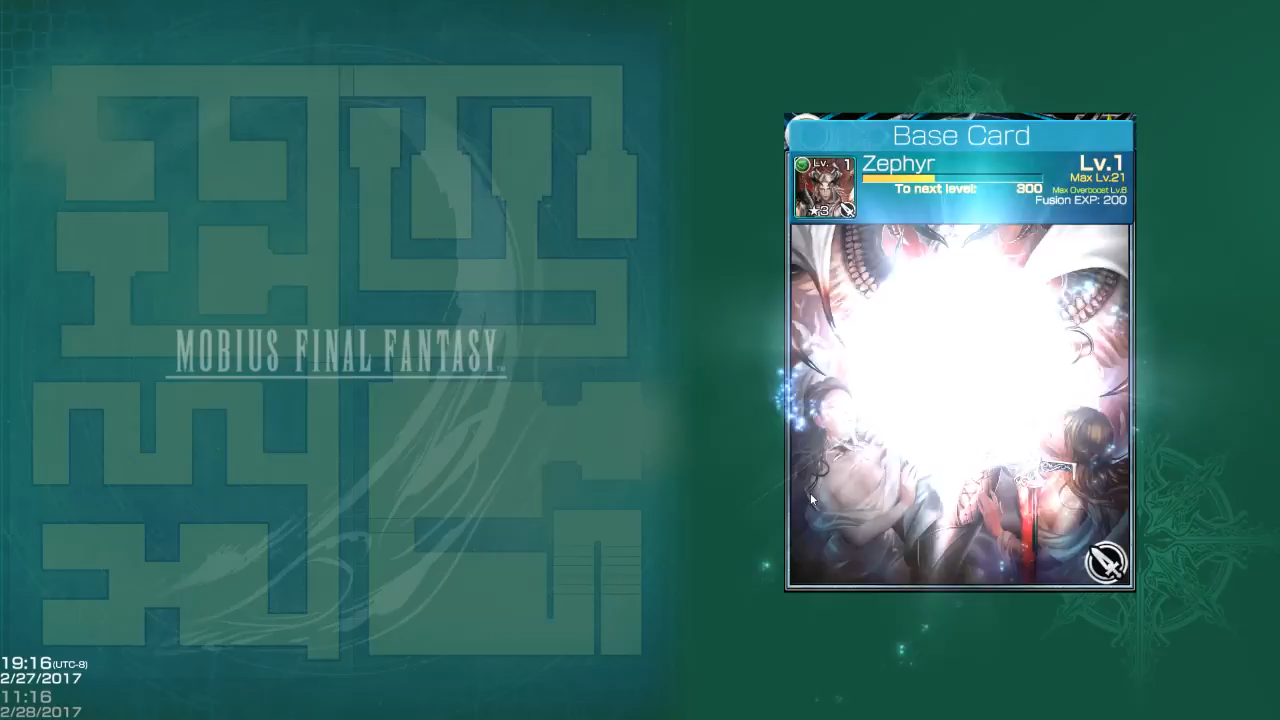 Base Card
Lv. 1
★3
Zephyr
Lv.1
Max Lv.21
To next level: 300
Max Overboost Lv.6
Fusion EXP: 200
MOBIUS FINAL FANTASY
19:16 (UTC-8)
2/27/2017
11:16
2/28/2017